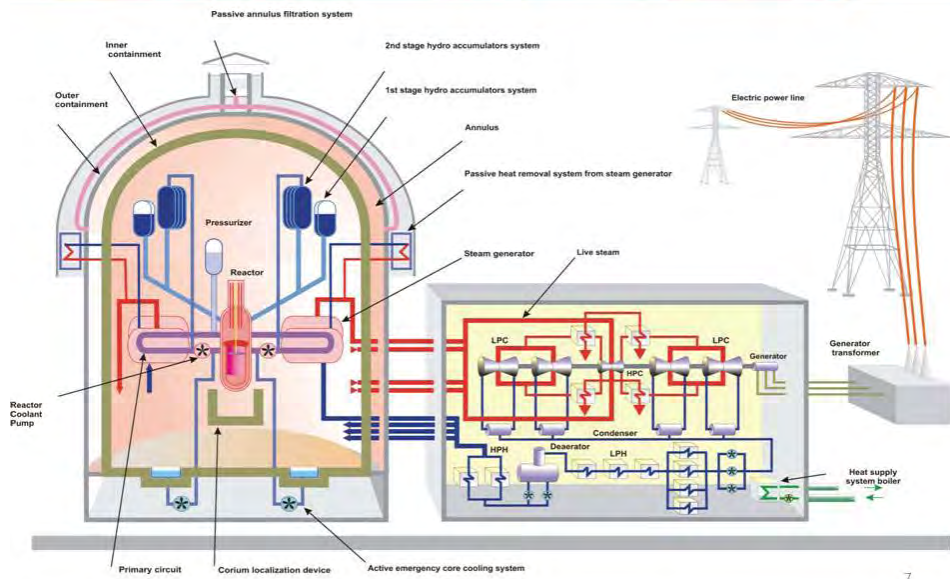 Passive annulus filtration system
Inner
containment
2nd stage hydro accumulators system
Outer
containment
1st stage hydro accumulators system
Electric power line
Annulus
Passive heat removal system from steam generator
Pressurizer
Reactor
Steam generator
Live steam
LPC
LPC
Generator
HPC
Generator
transformer
Reactor
Coolant
Pump
Condenser
HPH
Deaerator
LPH
Heat supply
system boiler
Primary circuit
Corium localization device
Active emergency core cooling system
7